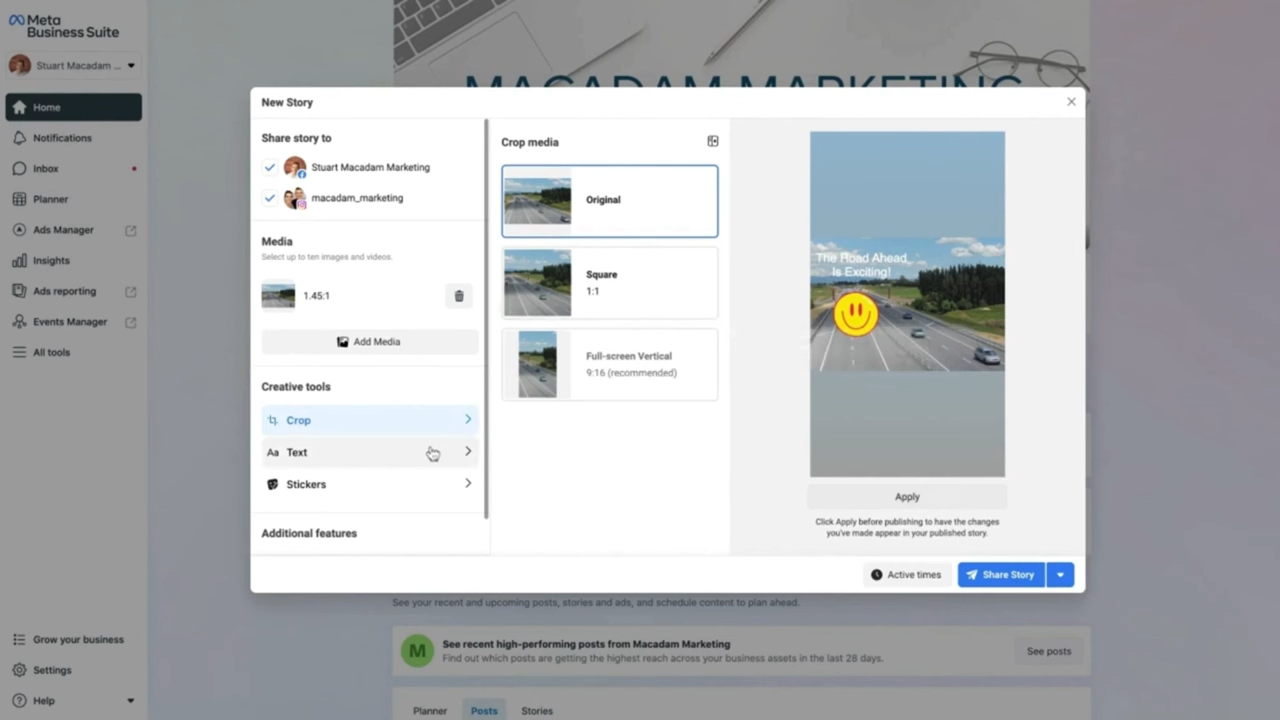 Meta
Business Suite
Stuart Macadam ...
Home
Notifications
Inbox
Planner
Ads Manager
Insights
Ads reporting
Events Manager
All tools
Grow your business
Settings
Help
MACADAM MARKETING
New Story
Share story to
Stuart Macadam Marketing
macadam_marketing
Media
Select up to ten images and videos.
1.45:1
Add Media
Creative tools
Crop
Aa Text
Stickers
Additional features
Crop media
Original
Square
1:1
Full-screen Vertical
9:16 (recommended)
The Road Ahead
Is Exciting!
Apply
Click Apply before publishing to have the changes
you've made appear in your published story.
Active times
Share Story
See your recent and upcoming posts, stories and ads, and schedule content to plan ahead.
M
See recent high-performing posts from Macadam Marketing
Find out which posts are getting the highest reach across your business assets in the last 28 days.
See posts
Planner
Posts
Stories